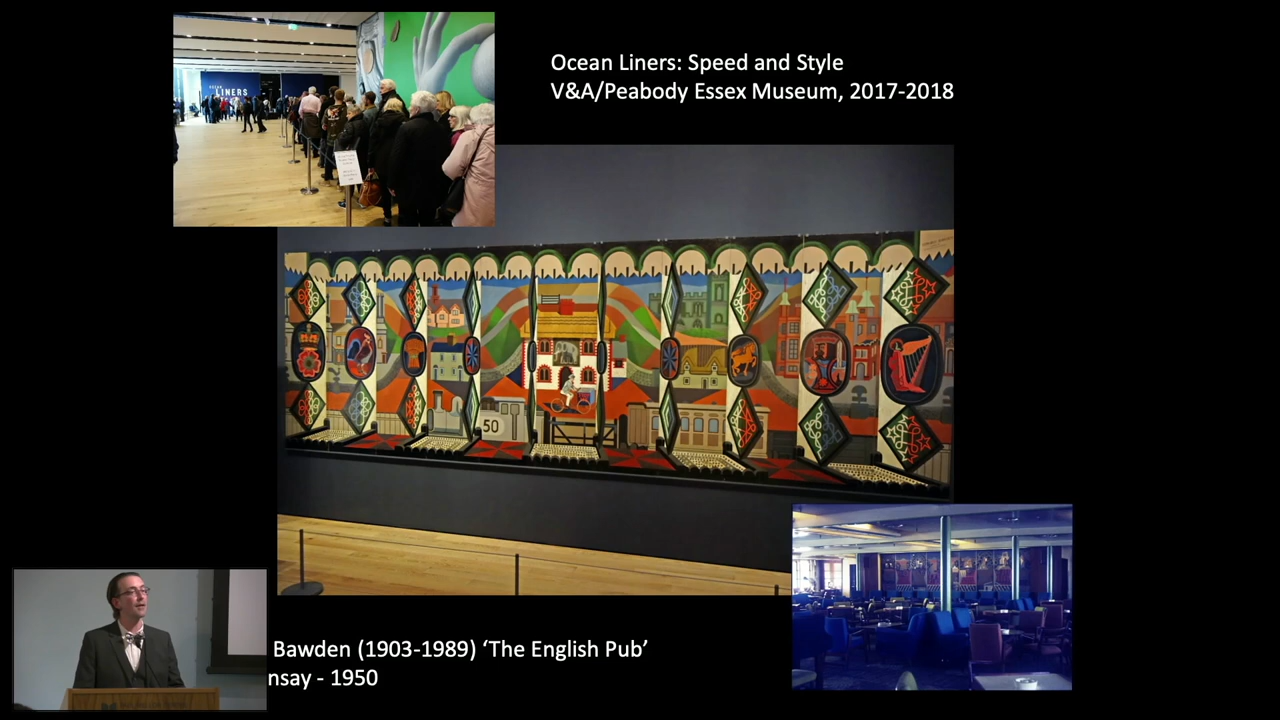 Ocean Liners: Speed and Style
V&A/Peabody Essex Museum, 2017-2018
LINERS
50
Bawden (1903-1989) ‘The English Pub’
nsay - 1950